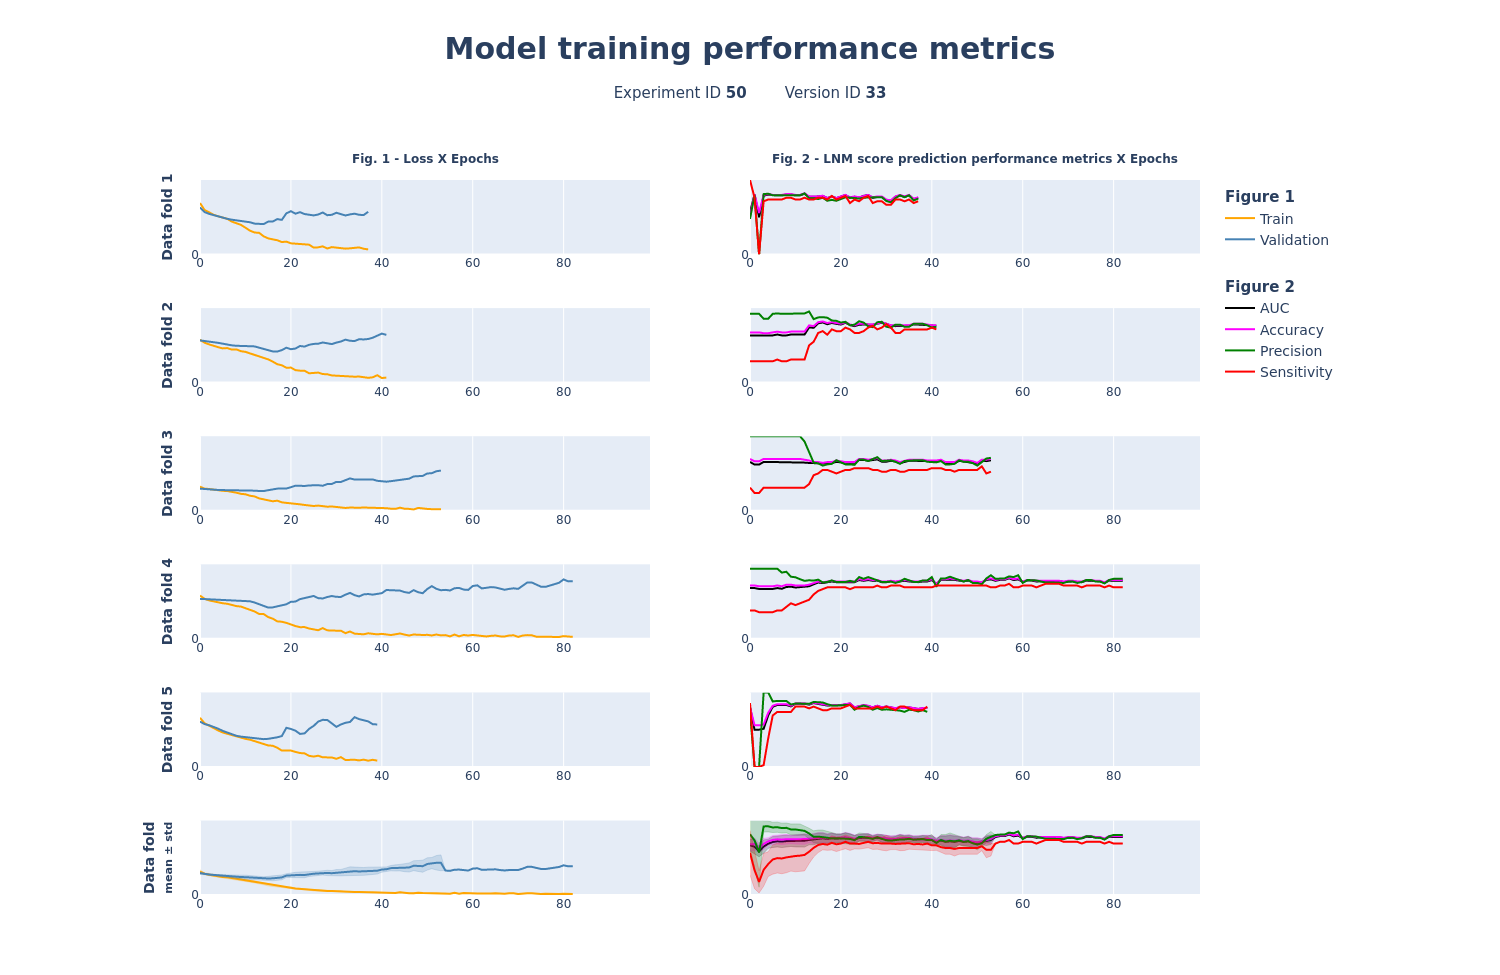 Model training performance metrics
Experiment ID 50 Version ID 33
Fig. 1 - Loss X Epochs
Fig. 2 - LNM score prediction performance metrics X Epochs
Data fold 1
0
0 20 40 60 80
0
0 20 40 60 80
Figure 1
Train
Validation
Figure 2
AUC
Accuracy
Precision
Sensitivity
Data fold 2
0
0 20 40 60 80
0
0 20 40 60 80
Data fold 3
0
0 20 40 60 80
0
0 20 40 60 80
Data fold 4
0
0 20 40 60 80
0
0 20 40 60 80
Data fold 5
0
0 20 40 60 80
0
0 20 40 60 80
Data fold
mean ± std
0
0 20 40 60 80
0
0 20 40 60 80